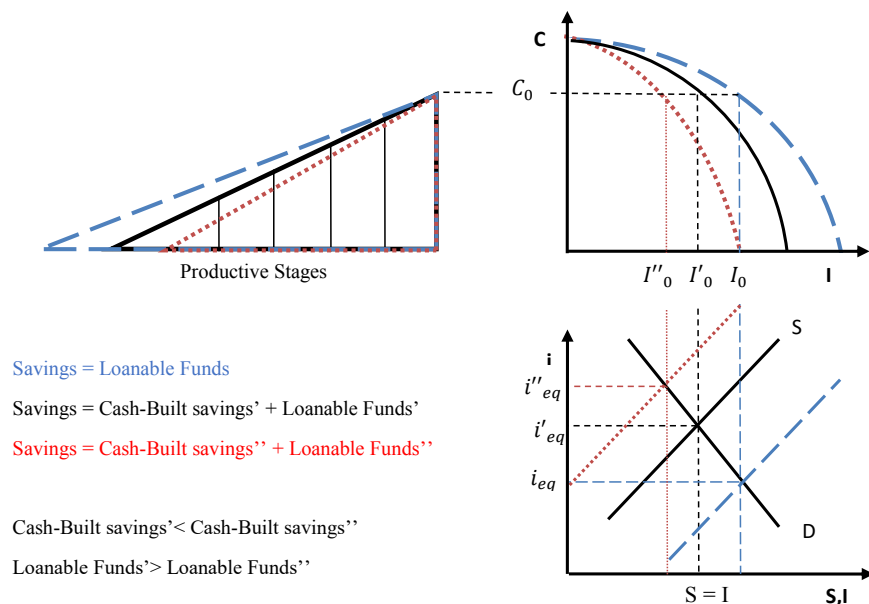 C
C₀
Productive Stages
I''₀ I'₀ I₀ I
i
S
i''eq
i'eq
ieq
D
S = I S,I
Savings = Loanable Funds
Savings = Cash-Built savings’ + Loanable Funds’
Savings = Cash-Built savings’’ + Loanable Funds’’
Cash-Built savings’< Cash-Built savings’’
Loanable Funds’> Loanable Funds’’